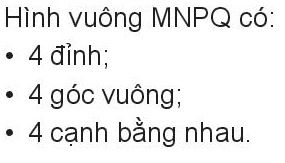 Hình vuông MNPQ có:
• 4 đỉnh;
• 4 góc vuông;
• 4 cạnh bằng nhau.